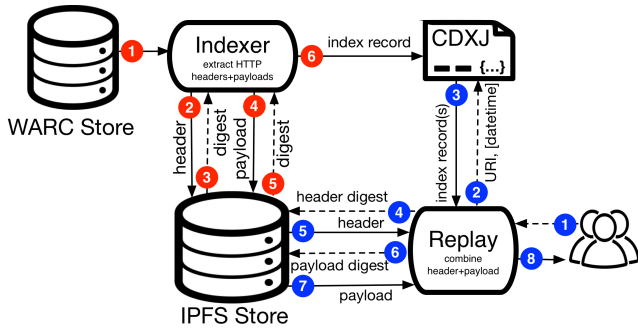 1
Indexer
extract HTTP
headers+payloads
6
index record
CDXJ
{...}
WARC Store
2
header
3
digest
4
payload
5
digest
3
index record(s)
2
URI, [datetime]
header digest
4
5
header
6
payload digest
7
payload
IPFS Store
Replay
combine
header+payload
1
8